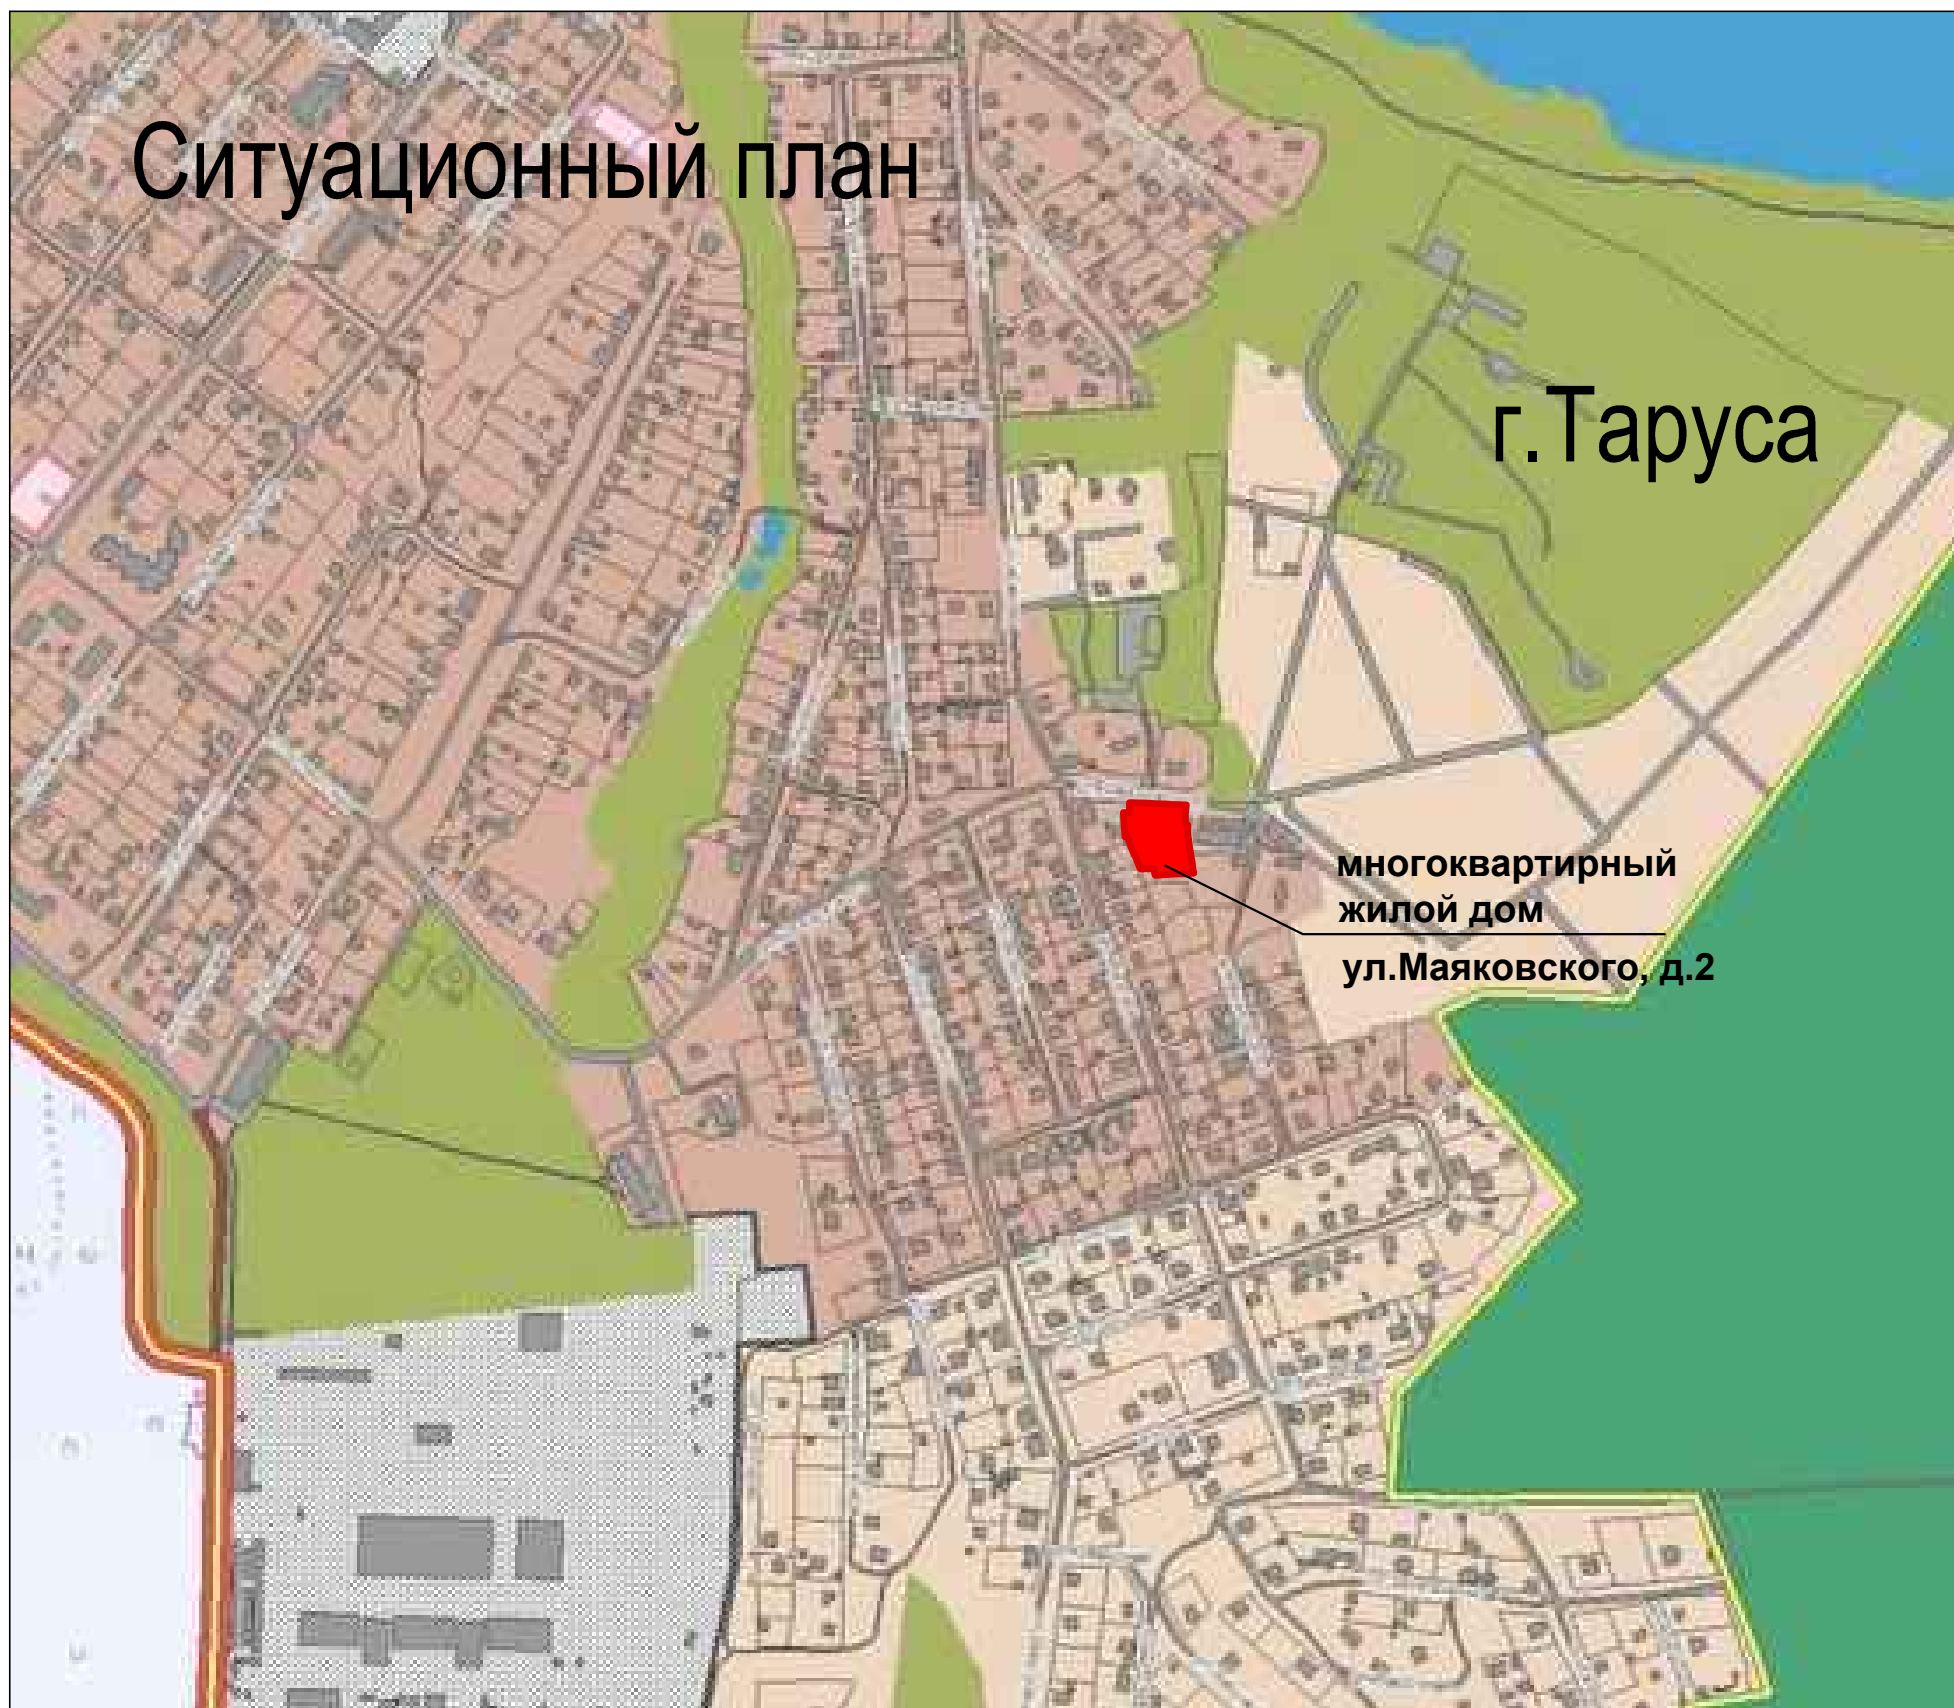 Ситуационный план
г.Таруса
многоквартирный
жилой дом
ул.Маяковского, д.2